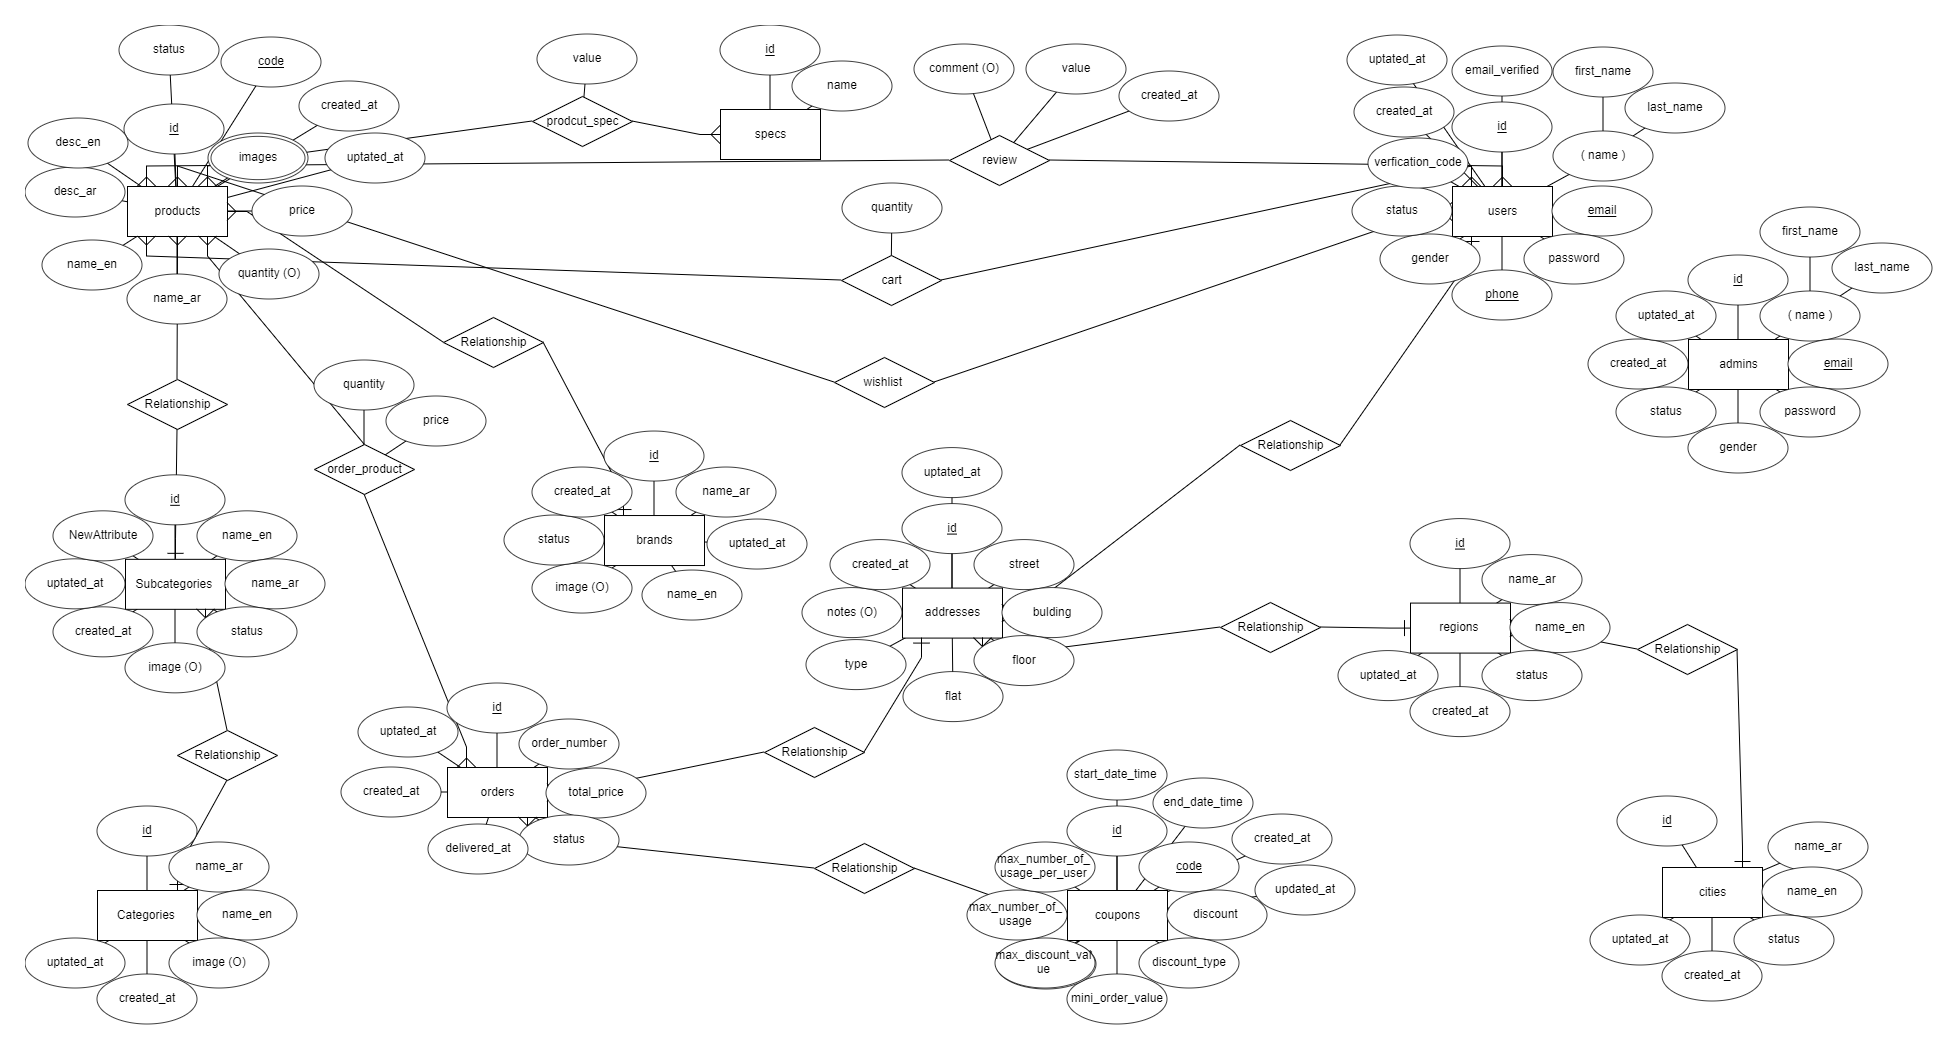 status
code
created_at
desc_en
id
images
uptated_at
desc_ar
products
price
name_en
name_ar
quantity (O)
value
prodcut_spec
id
name
specs
comment (O)
value
created_at
review
quantity
cart
wishlist
uptated_at
email_verified
first_name
last_name
created_at
id
( name )
verfication_code
status
users
email
gender
password
phone
first_name
last_name
id
uptated_at
( name )
created_at
admins
email
status
password
gender
Relationship
Relationship
quantity
price
order_product
Relationship
id
created_at
name_ar
status
brands
uptated_at
image (O)
name_en
id
NewAttribute
name_en
uptated_at
Subcategories
name_ar
created_at
status
image (O)
uptated_at
id
created_at
street
notes (O)
addresses
bulding
type
floor
flat
Relationship
id
name_ar
regions
name_en
uptated_at
status
created_at
Relationship
Relationship
id
name_ar
Categories
name_en
uptated_at
image (O)
created_at
id
uptated_at
order_number
created_at
orders
total_price
delivered_at
status
Relationship
Relationship
start_date_time
end_date_time
id
created_at
max_number_of_
usage_per_user
code
updated_at
max_number_of_
usage
coupons
discount
max_discount_val
ue
discount_type
mini_order_value
id
name_ar
cities
name_en
uptated_at
status
created_at